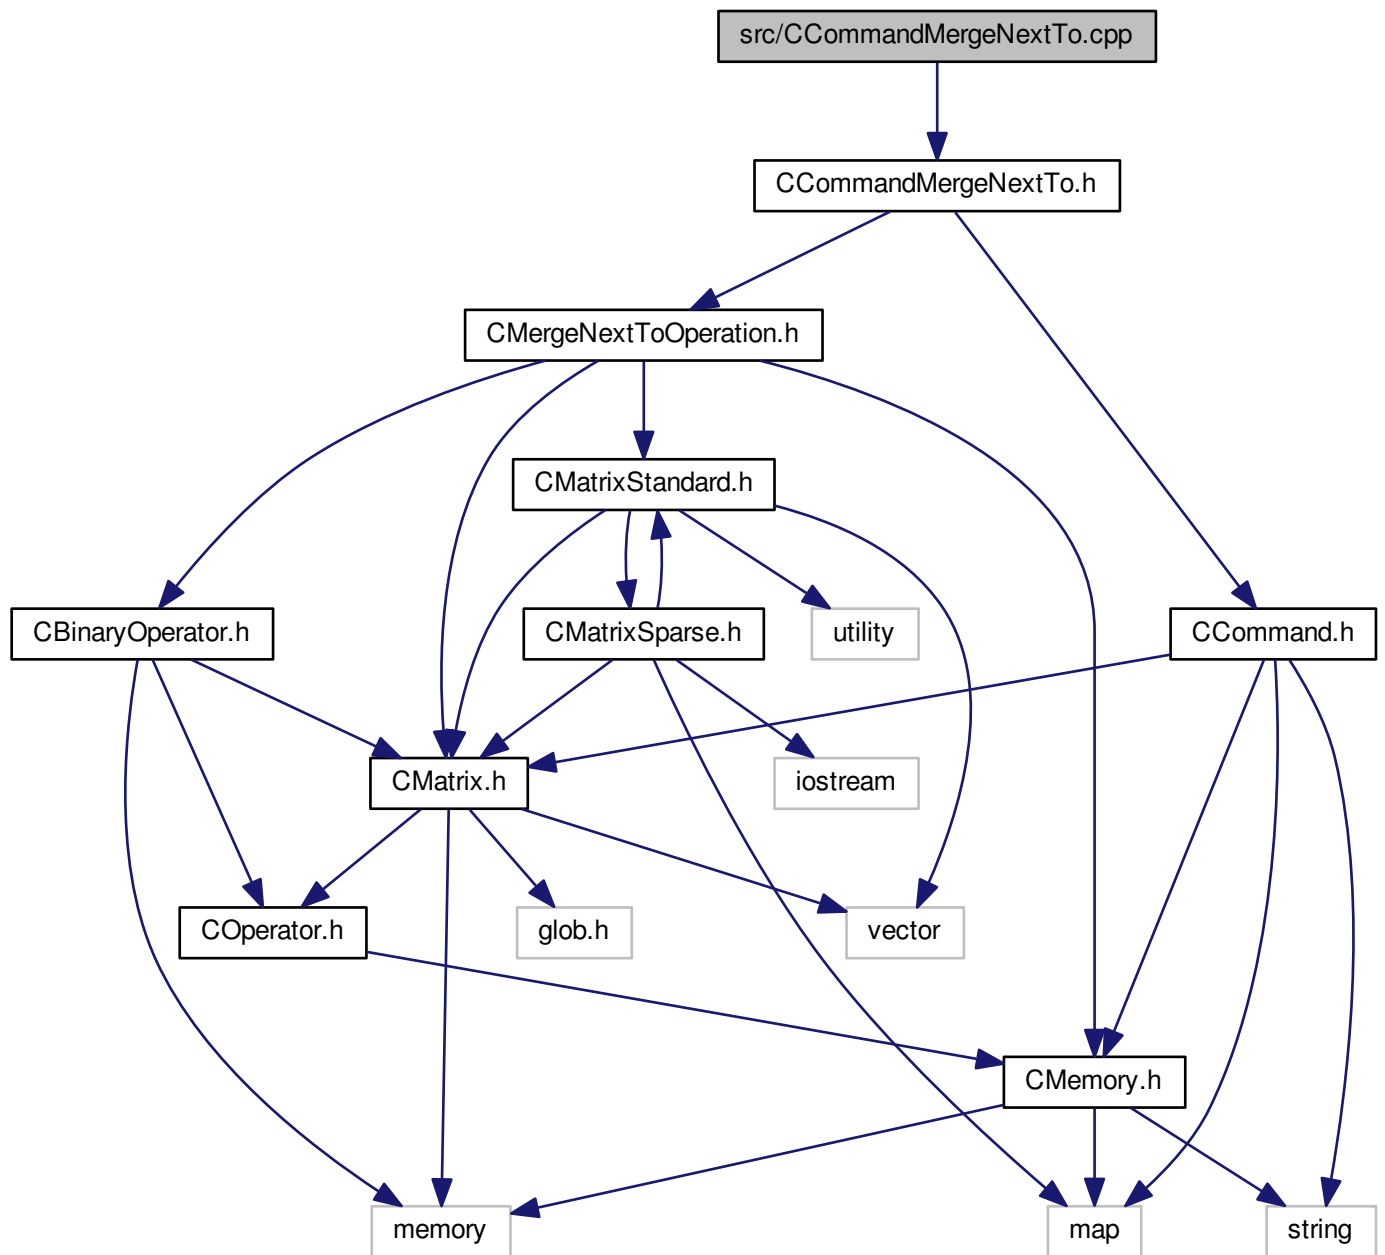 src/CCommandMergeNextTo.cpp
CCommandMergeNextTo.h
CMergeNextToOperation.h
CMatrixStandard.h
CBinaryOperator.h
CMatrixSparse.h
utility
CCommand.h
CMatrix.h
iostream
COperator.h
glob.h
vector
CMemory.h
memory
map
string